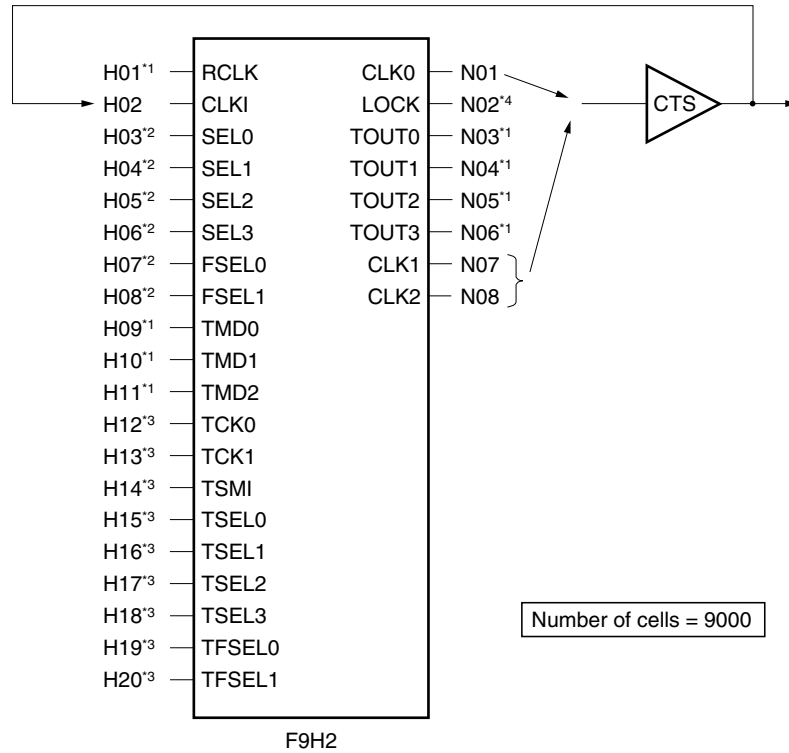 H01*1 RCLK CLK0 N01
H02 CLKI LOCK N02*4
CTS
H03*2 SEL0 TOUT0 N03*1
H04*2 SEL1 TOUT1 N04*1
H05*2 SEL2 TOUT2 N05*1
H06*2 SEL3 TOUT3 N06*1
H07*2 FSEL0 CLK1 N07
H08*2 FSEL1 CLK2 N08
H09*1 TMD0
H10*1 TMD1
H11*1 TMD2
H12*3 TCK0
H13*3 TCK1
H14*3 TSMI
H15*3 TSEL0
H16*3 TSEL1
H17*3 TSEL2
H18*3 TSEL3
H19*3 TFSEL0
H20*3 TFSEL1
Number of cells = 9000
F9H2